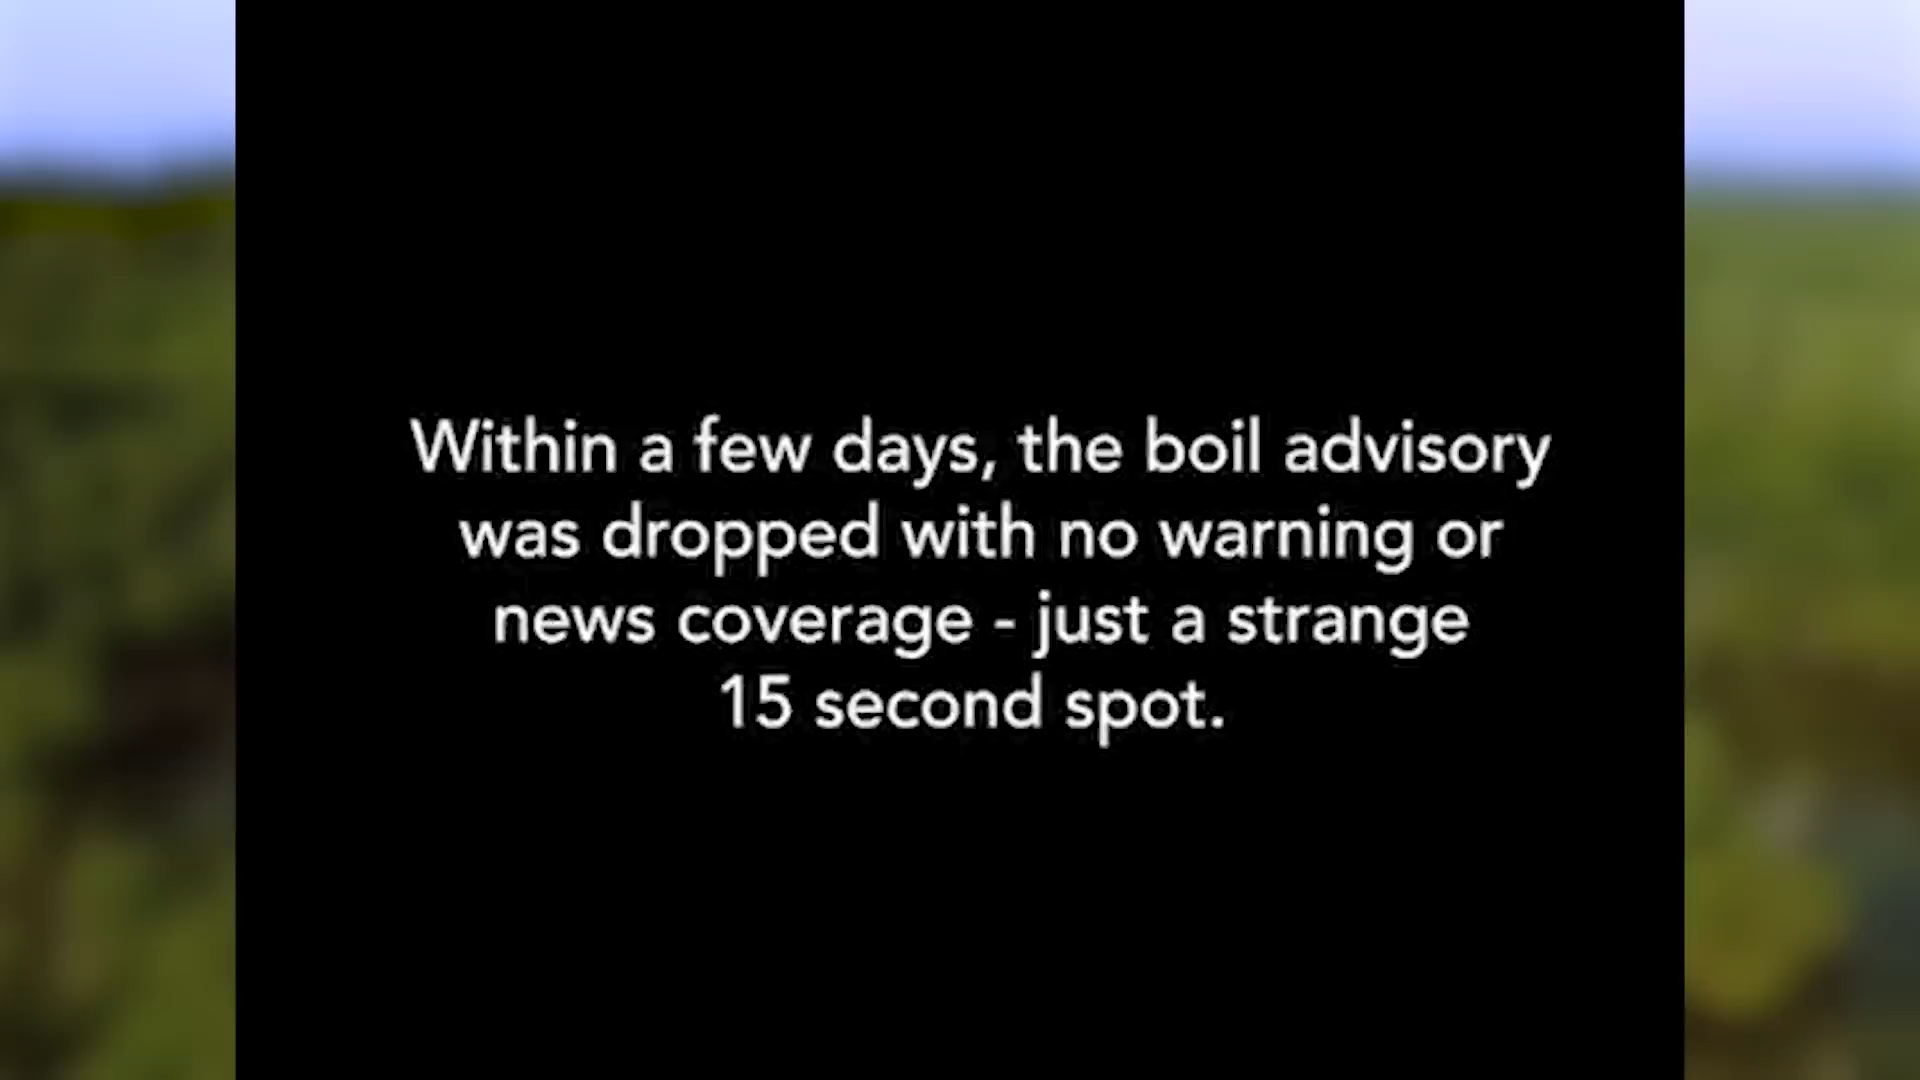 Within a few days, the boil advisory
was dropped with no warning or
news coverage - just a strange
15 second spot.